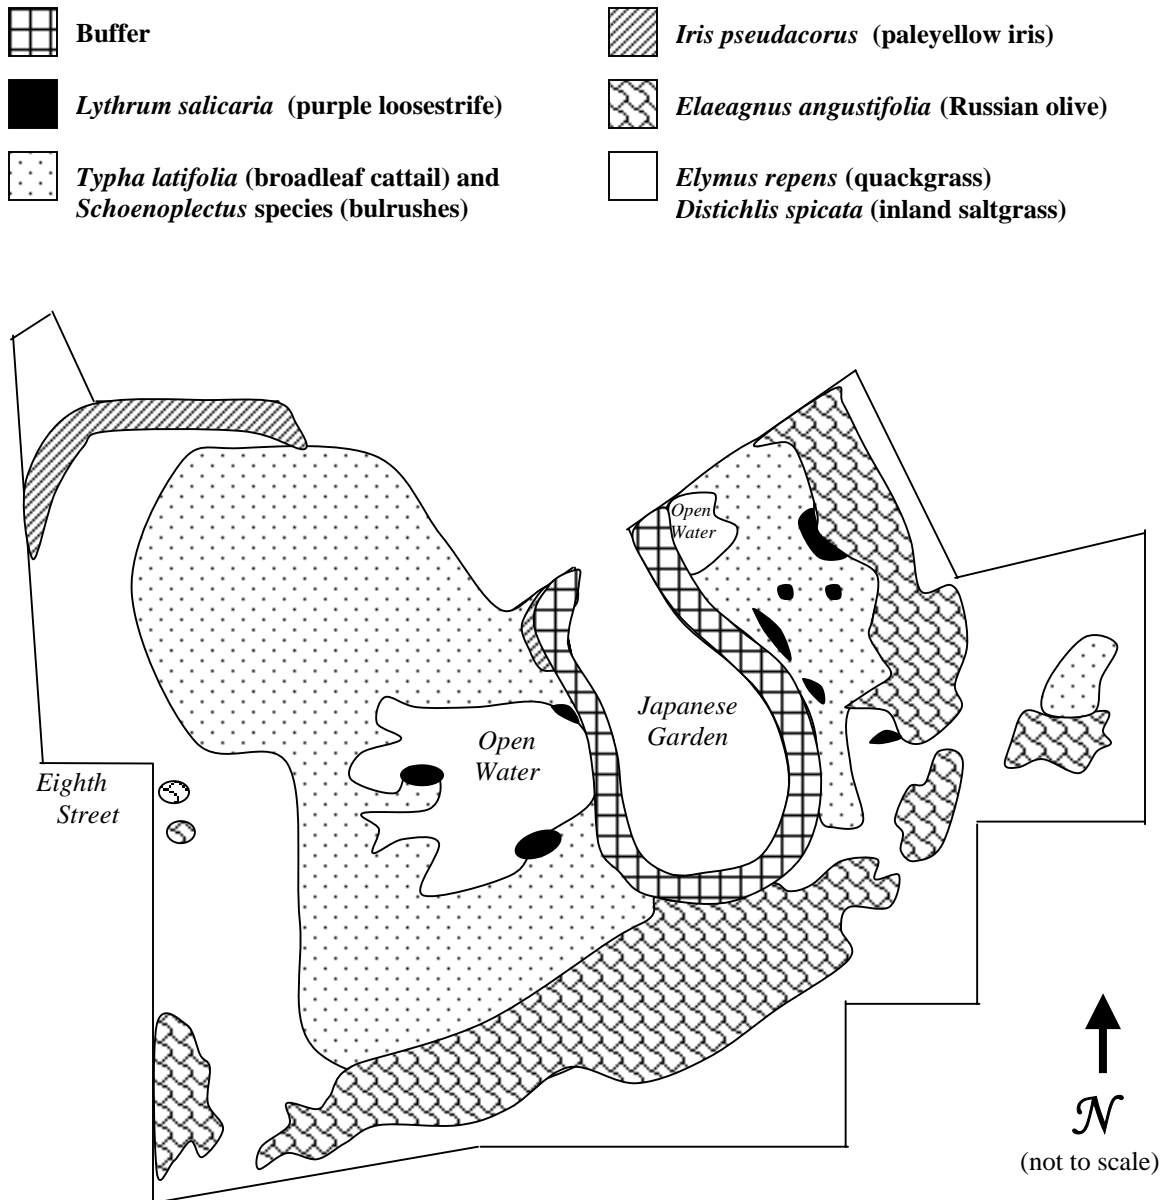 Buffer
Lythrum salicaria (purple loosestrife)
Typha latifolia (broadleaf cattail) and
Schoenoplectus species (bulrushes)
Iris pseudacorus (paleyellow iris)
Elaeagnus angustifolia (Russian olive)
Elymus repens (quackgrass)
Distichlis spicata (inland saltgrass)
Open
Water
Japanese
Garden
Open
Water
Eighth
Street
N
(not to scale)